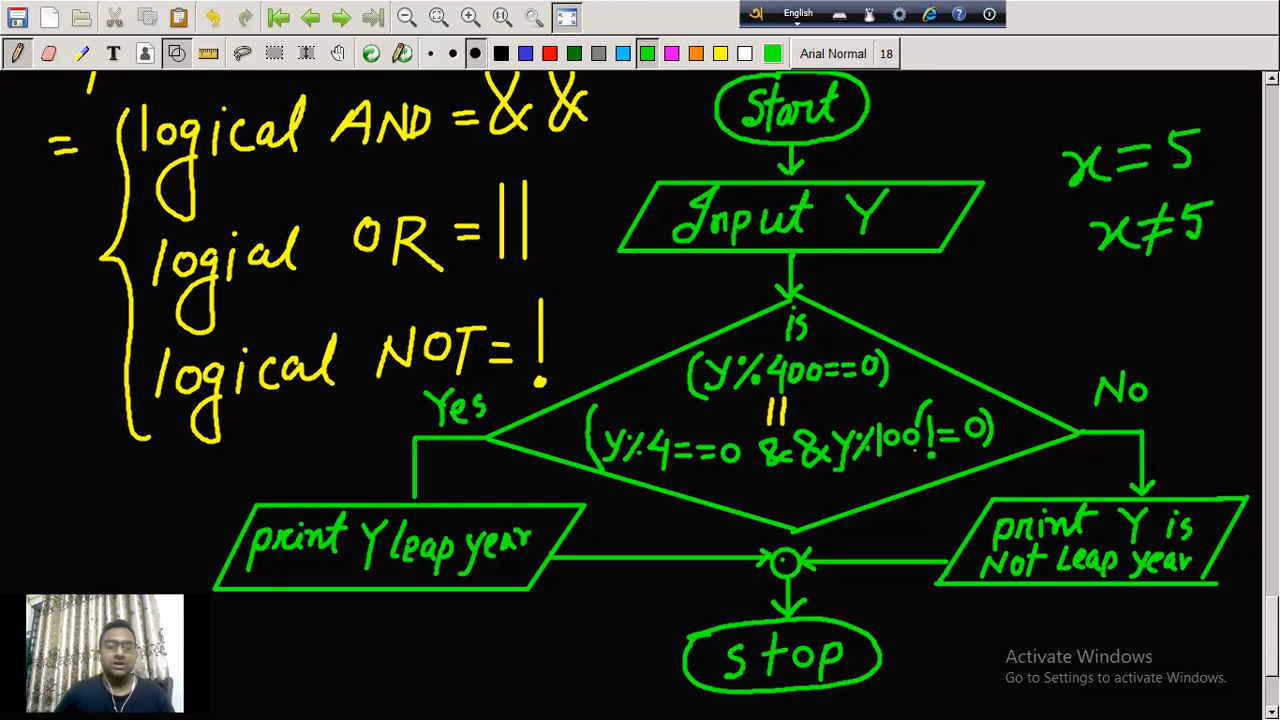 English
T
Arial Normal 18
= logical AND = &&
logial OR = ||
logical NOT = !
Start
Input Y
x = 5
x ≠ 5
is
(y%400==0)
||
(y%4==0 && y%100 != 0)
Yes
No
print Y leap year
print Y is
Not Leap year
stop
Activate Windows
Go to Settings to activate Windows.